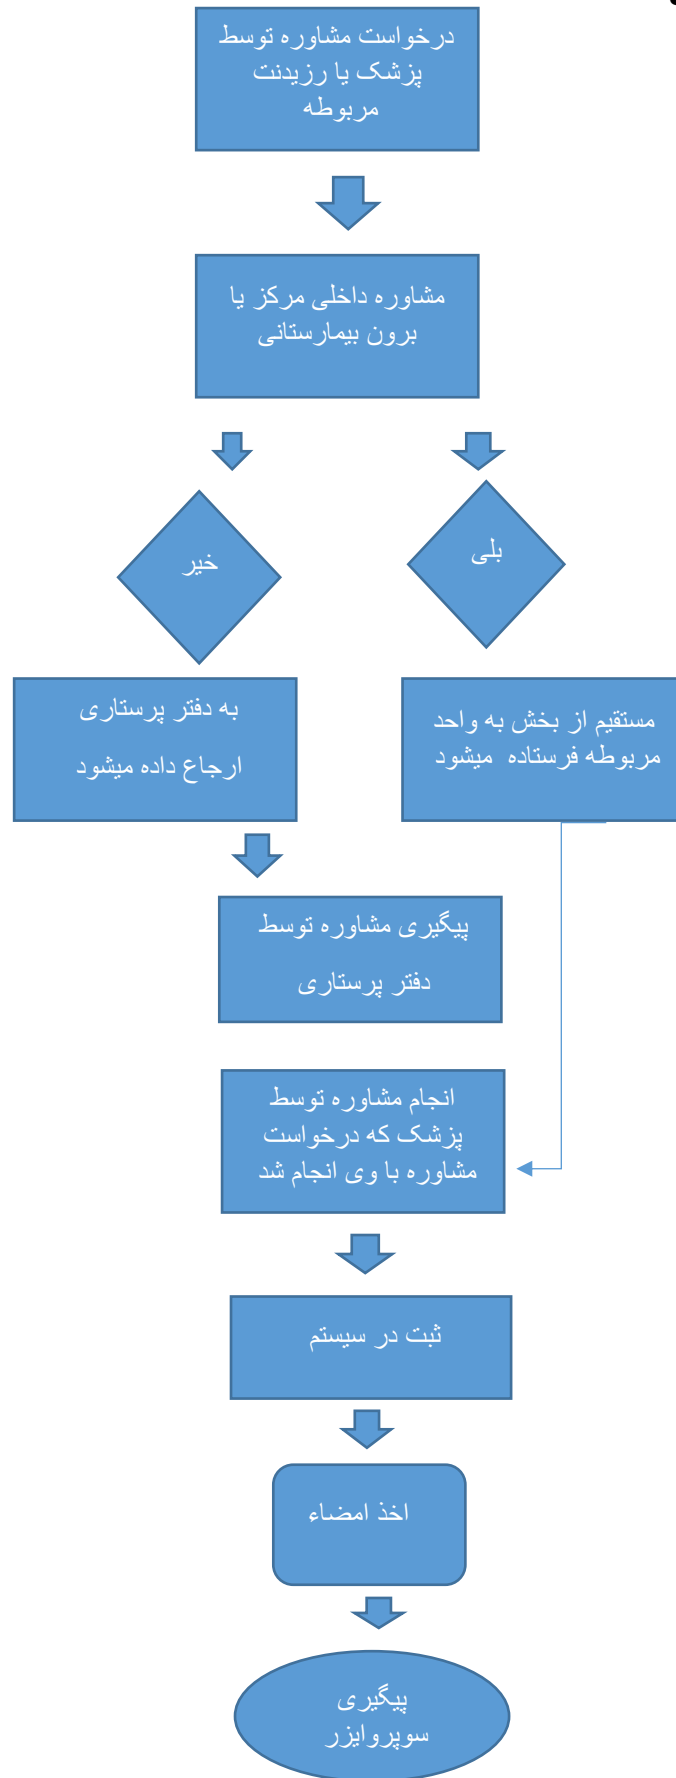 درخواست مشاوره توسط
پزشک یا رزیدنت
مربوطه
مشاوره داخلی مرکز یا
برون بیمارستانی
بلی
خیر
مستقیم از بخش به واحد
مربوطه فرستاده میشود
به دفتر پرستاری
ارجاع داده میشود
پیگیری مشاوره توسط
دفتر پرستاری
انجام مشاوره توسط
پزشک که درخواست
مشاوره با وی انجام شد
ثبت در سیستم
اخذ امضاء
پیگیری
سوپروایزر